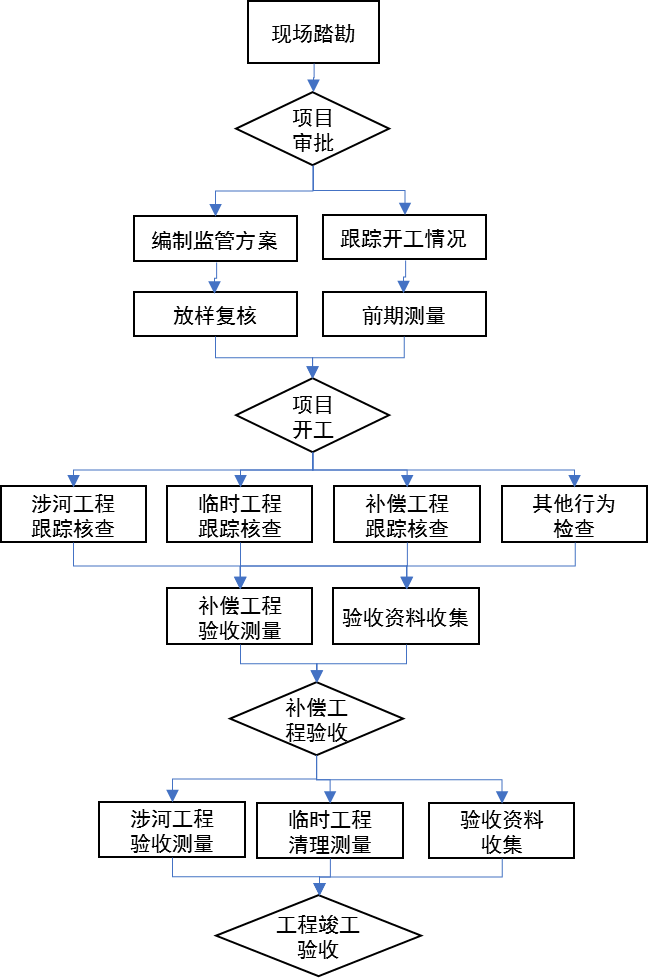 现场踏勘
项目
审批
编制监管方案
跟踪开工情况
放样复核
前期测量
项目
开工
涉河工程
跟踪核查
临时工程
跟踪核查
补偿工程
跟踪核查
其他行为
检查
补偿工程
验收测量
验收资料收集
补偿工
程验收
涉河工程
验收测量
临时工程
清理测量
验收资料
收集
工程竣工
验收